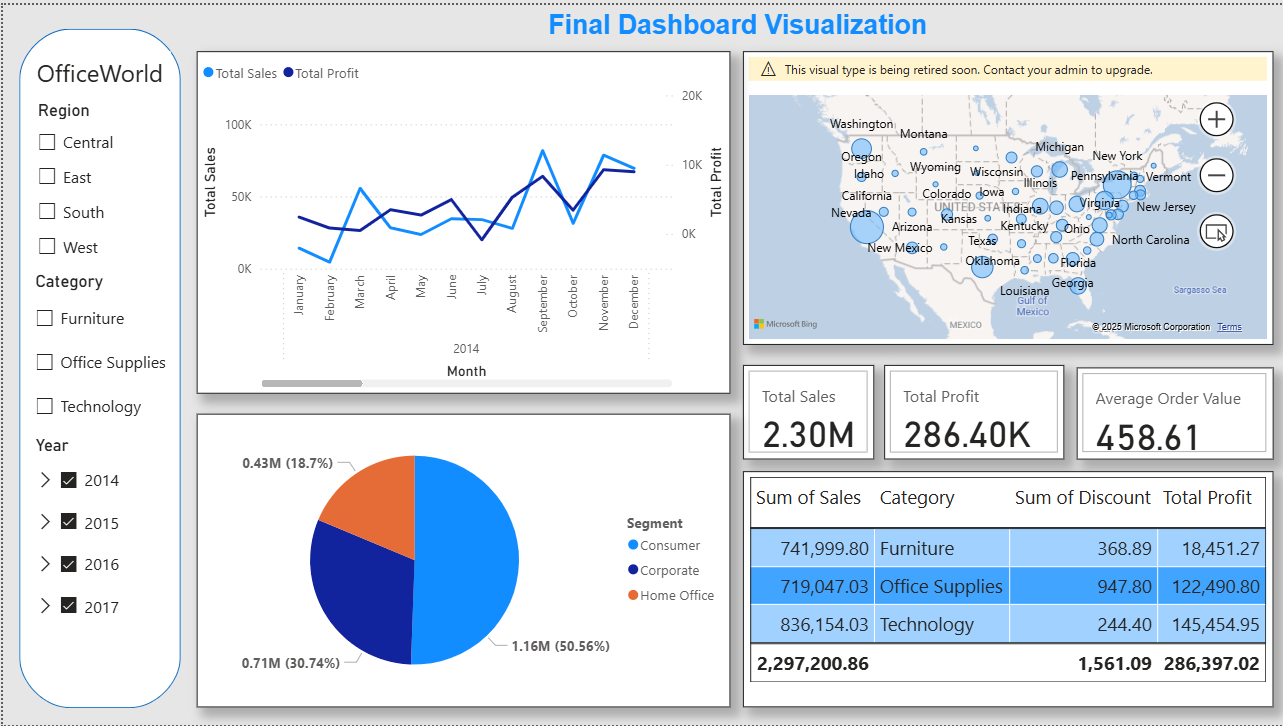 Final Dashboard Visualization
OfficeWorld
Region
Central
East
South
West
Category
Furniture
Office Supplies
Technology
Year
2014
2015
2016
2017
Total Sales Total Profit
Total Sales
100K
50K
0K
20K
10K
0K
Total Profit
January
February
March
April
May
June
July
August
September
October
November
December
2014
Month
This visual type is being retired soon. Contact your admin to upgrade.
Washington
Montana
Michigan
Oregon
New York
Idaho
Wyoming
Wisconsin
Pennsylvania
Vermont
Illinois
California
Colorado
Iowa
Nevada
UNITED STATES
Indiana
Virginia
New Jersey
Kansas
Arizona
Kentucky
Ohio
New Mexico
Texas
North Carolina
Oklahoma
Florida
Louisiana
Georgia
Sargasso Sea
Gulf of
Mexico
MEXICO
Microsoft Bing
© 2025 Microsoft Corporation Terms
Total Sales
2.30M
Total Profit
286.40K
Average Order Value
458.61
0.43M (18.7%)
0.71M (30.74%)
1.16M (50.56%)
Segment
Consumer
Corporate
Home Office
Sum of Sales Category Sum of Discount Total Profit
741,999.80 Furniture 368.89 18,451.27
719,047.03 Office Supplies 947.80 122,490.80
836,154.03 Technology 244.40 145,454.95
2,297,200.86 1,561.09 286,397.02